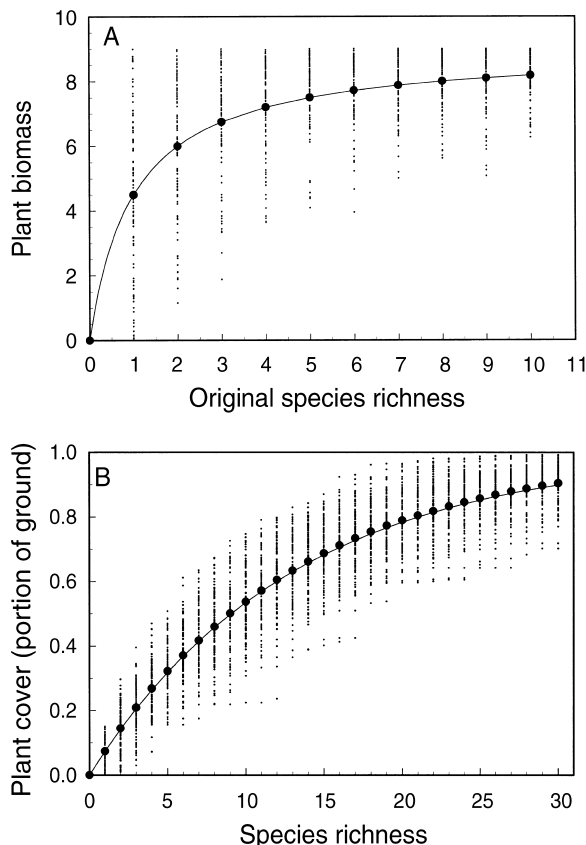 A
Plant biomass
10
8
6
4
2
0
0 1 2 3 4 5 6 7 8 9 10 11
Original species richness
B
Plant cover (portion of ground)
1.0
0.8
0.6
0.4
0.2
0.0
0 5 10 15 20 25 30
Species richness